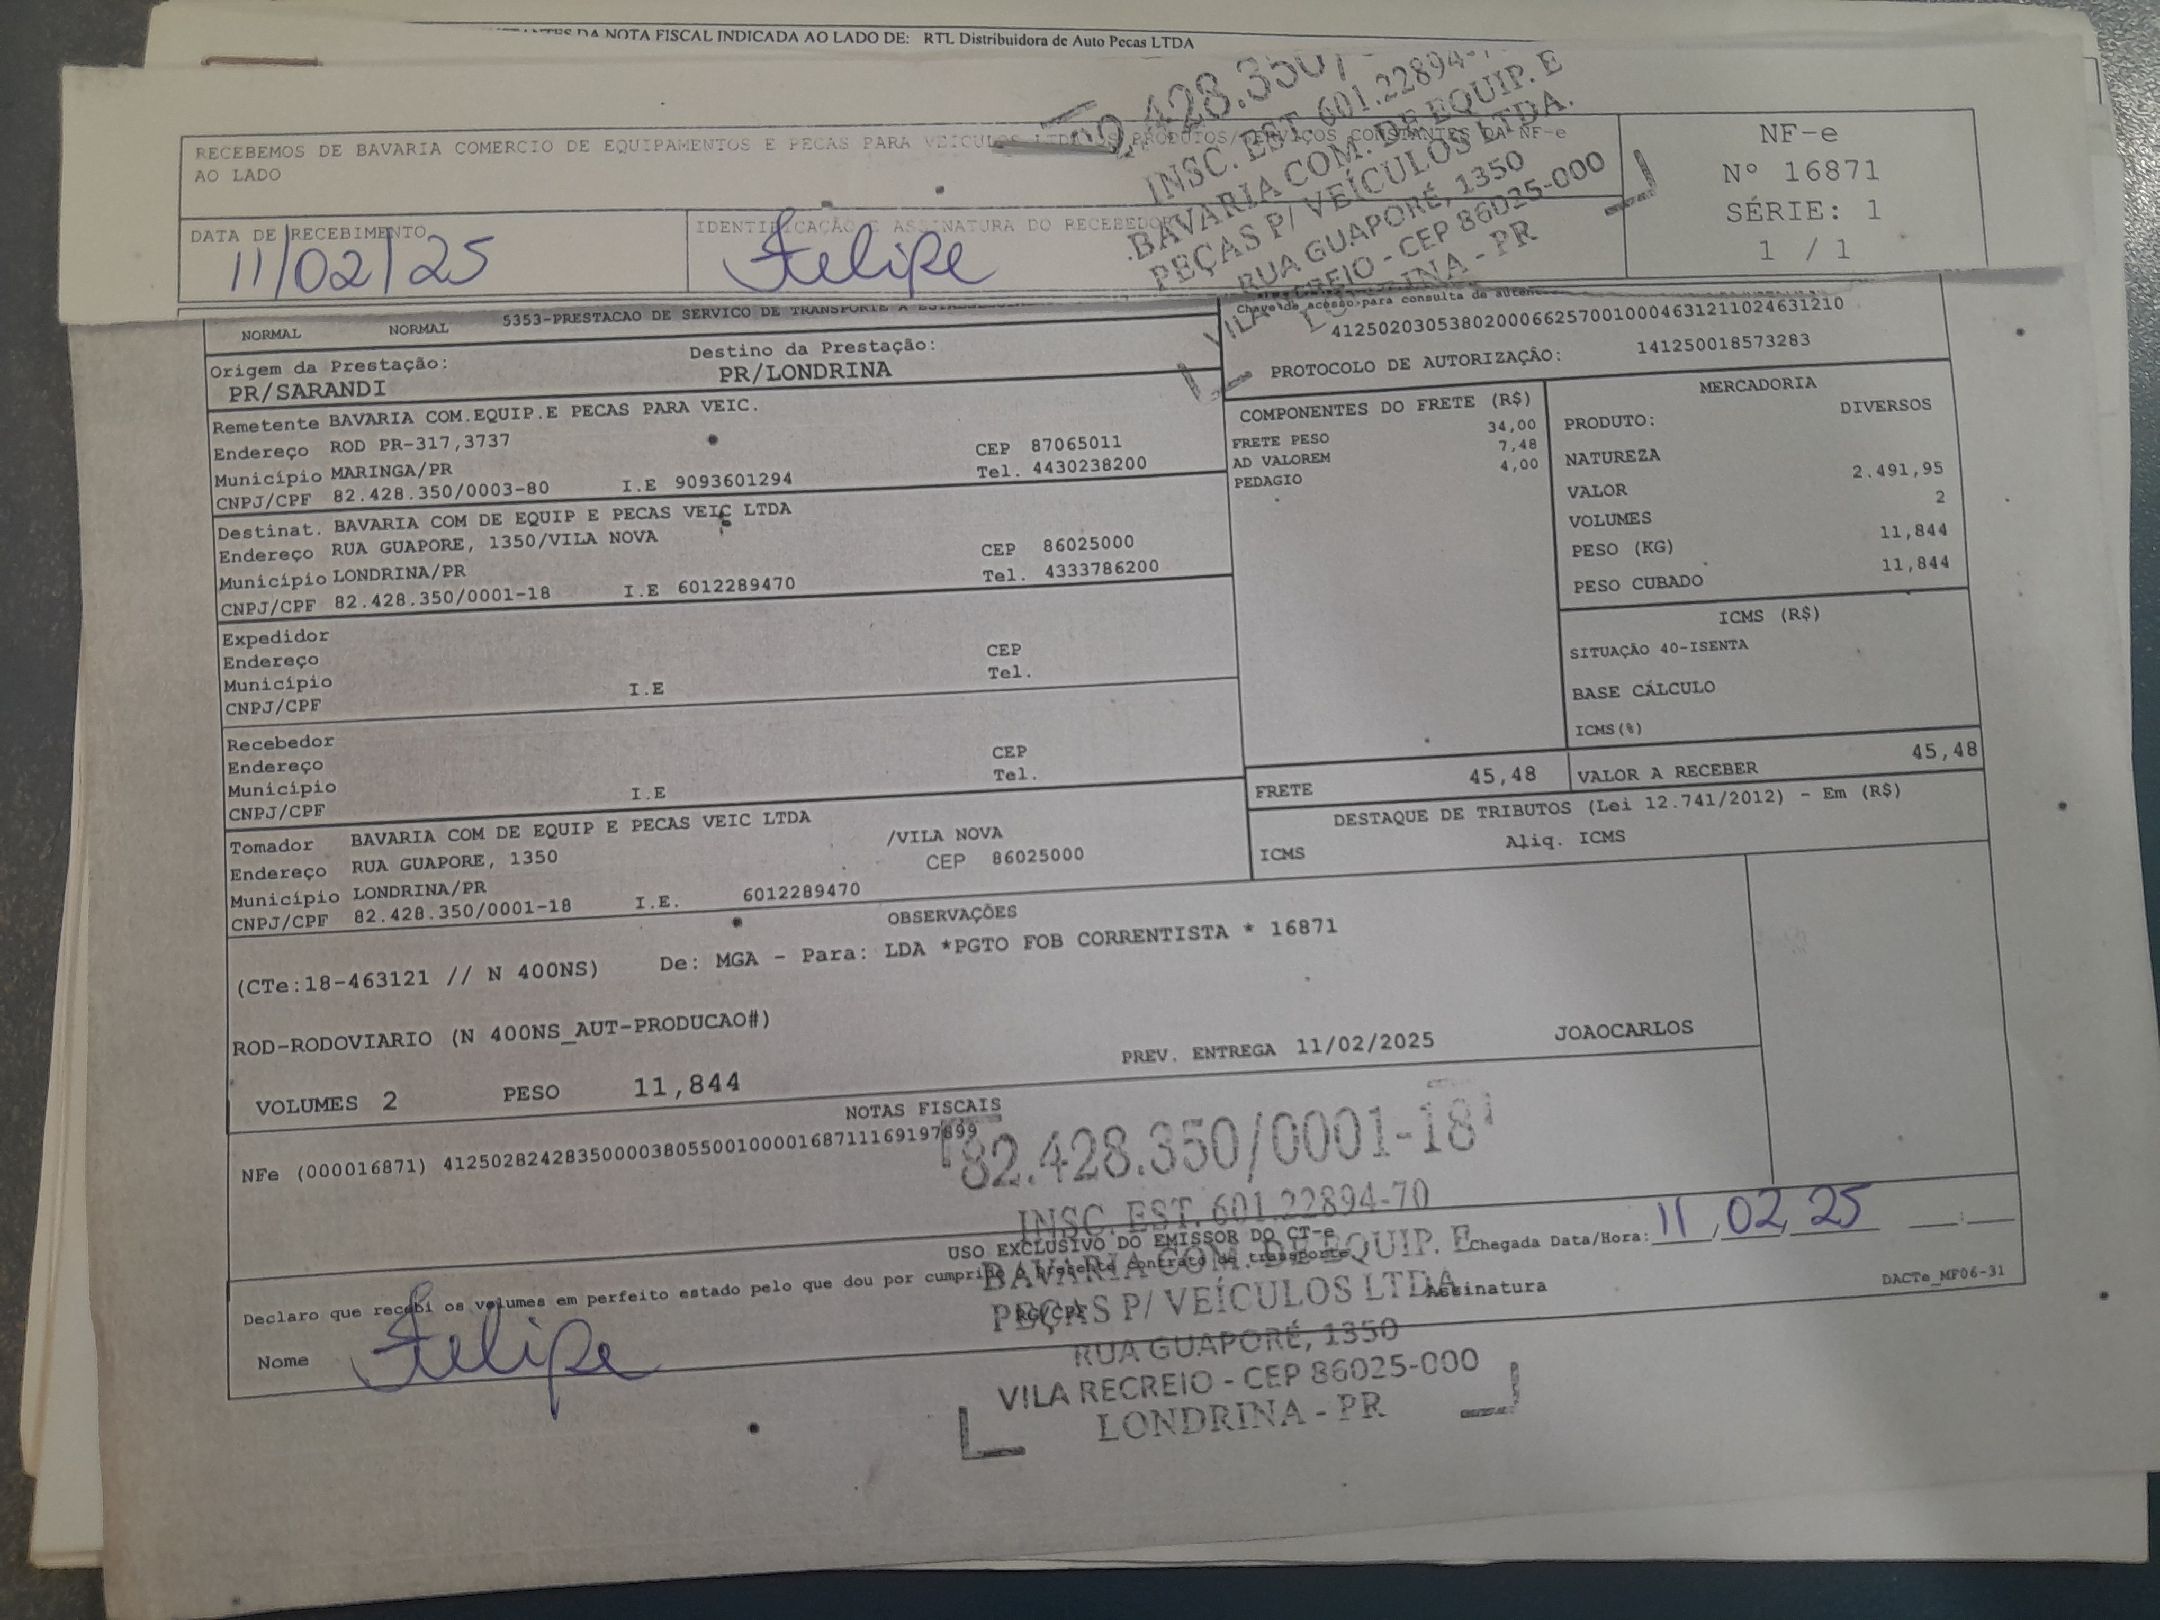 DA NOTA FISCAL INDICADA AO LADO DE: RTL Distribuidora de Auto Pecas LTDA
RECEBEMOS DE BAVARIA COMERCIO DE EQUIPAMENTOS E PECAS PARA VEICULOS LTDA OS PRODUTOS/SERVIÇOS CONSTANTES DA NF-e
AO LADO
DATA DE RECEBIMENTO
11/02/25
IDENTIFICAÇÃO E ASSINATURA DO RECEBEDOR
Felipe
NF-e
Nº 16871
SÉRIE: 1
1 / 1
INSC. EST. 601.22894-
BAVARIA COM. DE EQUIP. E
PEÇAS P/ VEÍCULOS LTDA.
RUA GUAPORÉ, 1350
VILA RECREIO - CEP 86025-000
LONDRINA - PR
NORMAL NORMAL 5353-PRESTACAO DE SERVICO DE TRANSPORTE A
Chave de acesso para consulta de
41250203053802000662570010004631211024631210
PROTOCOLO DE AUTORIZAÇÃO: 141250018573283
Origem da Prestação: Destino da Prestação:
PR/SARANDI PR/LONDRINA
Remetente BAVARIA COM.EQUIP.E PECAS PARA VEIC.
Endereço ROD PR-317,3737 CEP 87065011
Município MARINGA/PR Tel. 4430238200
CNPJ/CPF 82.428.350/0003-80 I.E 9093601294
Destinat. BAVARIA COM DE EQUIP E PECAS VEIC LTDA
Endereço RUA GUAPORE, 1350/VILA NOVA CEP 86025000
Município LONDRINA/PR Tel. 4333786200
CNPJ/CPF 82.428.350/0001-18 I.E 6012289470
Expedidor
Endereço CEP
Município Tel.
CNPJ/CPF I.E
Recebedor
Endereço CEP
Município Tel.
CNPJ/CPF I.E
Tomador BAVARIA COM DE EQUIP E PECAS VEIC LTDA
Endereço RUA GUAPORE, 1350 /VILA NOVA
Município LONDRINA/PR CEP 86025000
CNPJ/CPF 82.428.350/0001-18 I.E. 6012289470
COMPONENTES DO FRETE (R$)
FRETE PESO 34,00
AD VALOREM 7,48
PEDAGIO 4,00
MERCADORIA
PRODUTO: DIVERSOS
NATUREZA
VALOR 2.491,95
VOLUMES 2
PESO (KG) 11,844
PESO CUBADO 11,844
ICMS (R$)
SITUAÇÃO 40-ISENTA
BASE CÁLCULO
ICMS(%)
FRETE 45,48 VALOR A RECEBER 45,48
DESTAQUE DE TRIBUTOS (Lei 12.741/2012) - Em (R$)
ICMS Aliq. ICMS
OBSERVAÇÕES
(CTe:18-463121 // N 400NS) De: MGA - Para: LDA *PGTO FOB CORRENTISTA * 16871
ROD-RODOVIARIO (N 400NS_AUT-PRODUCAO#)
PREV. ENTREGA 11/02/2025 JOAOCARLOS
VOLUMES 2 PESO 11,844
NOTAS FISCAIS
NFe (000016871) 41250282428350000380550010000168711169197899
82.428.350/0001-18
INSC. EST. 601.22894-70
BAVARIA COM. DE EQUIP. E
PEÇAS P/ VEÍCULOS LTDA
RUA GUAPORÉ, 1350
VILA RECREIO - CEP 86025-000
LONDRINA - PR
USO EXCLUSIVO DO EMISSOR DO CT-e
Declaro que recebi os volumes em perfeito estado pelo que dou por cumprido o presente contrato de transporte
Chegada Data/Hora: 11/02/25 __:__
Nome Felipe RG/CPF Assinatura
DACTe_MF06-31